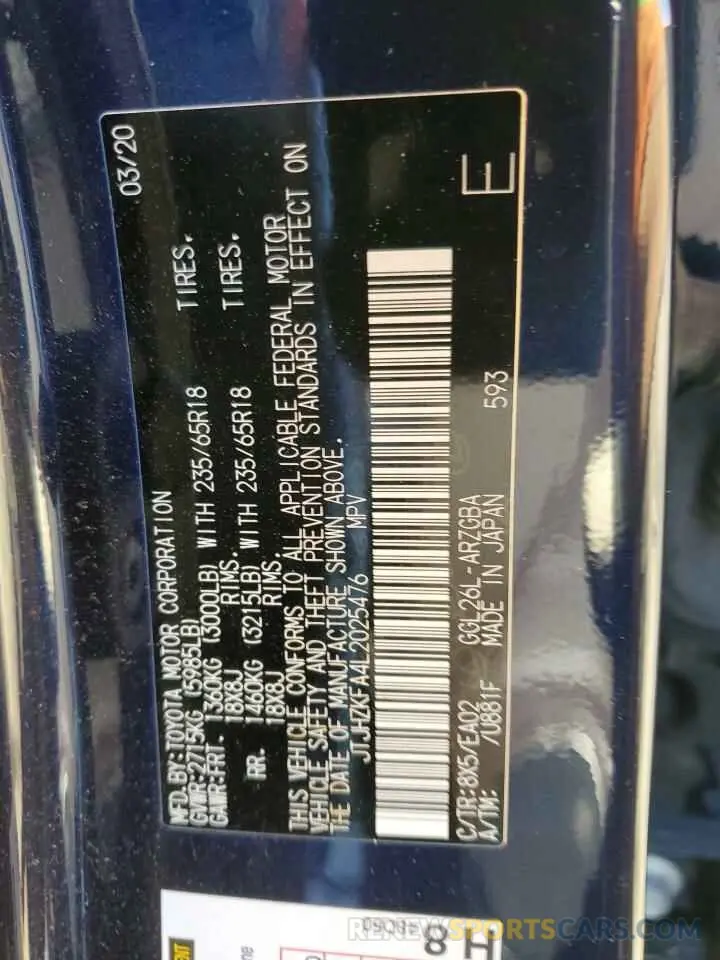 MFD.BY:TOYOTA MOTOR CORPORATION 03/20
GVWR:2715KG (5985LB)
GAWR:FRT. 1360KG (3000LB) WITH 235/65R18 TIRES.
18X8J RIMS.
RR. 1460KG (3215LB) WITH 235/65R18 TIRES.
18X8J RIMS.
THIS VEHICLE CONFORMS TO ALL APPLICABLE FEDERAL MOTOR
VEHICLE SAFETY AND THEFT PREVENTION STANDARDS IN EFFECT ON
THE DATE OF MANUFACTURE SHOWN ABOVE.
JTJHZKFA4L2025476 MPV
C/TR:8X5/EA02 GGL26L-ARZGBA
A/TM: /U881F MADE IN JAPAN 593 E
RENEWSPORTSCARS.COM